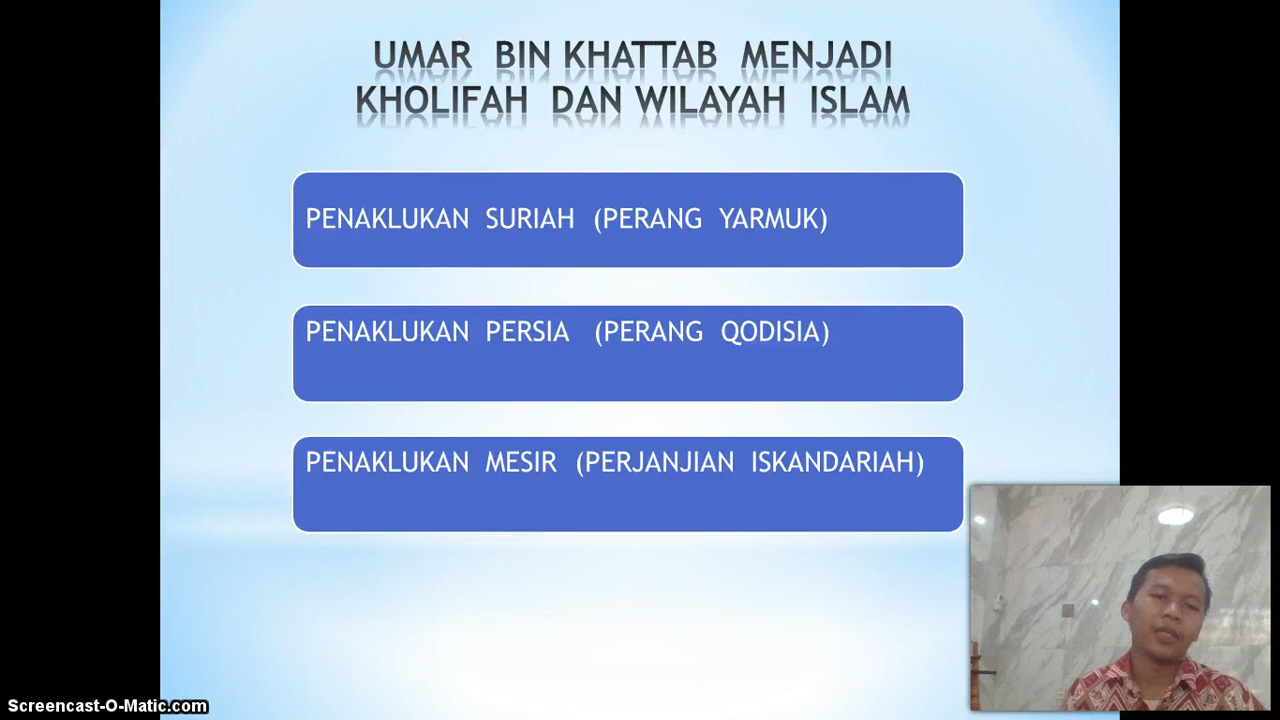 UMAR BIN KHATTAB MENJADI
KHOLIFAH DAN WILAYAH ISLAM
PENAKLUKAN SURIAH (PERANG YARMUK)
PENAKLUKAN PERSIA (PERANG QODISIA)
PENAKLUKAN MESIR (PERJANJIAN ISKANDARIAH)
Screencast-O-Matic.com